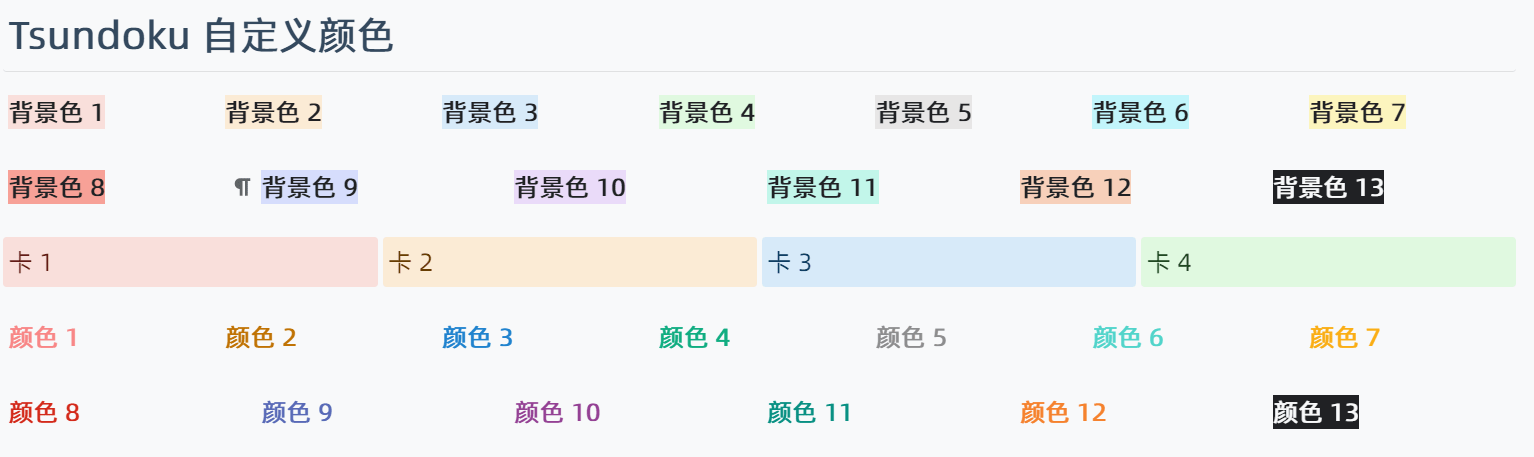 Tsundoku 自定义颜色
背景色 1 背景色 2 背景色 3 背景色 4 背景色 5 背景色 6 背景色 7
背景色 8 ¶ 背景色 9 背景色 10 背景色 11 背景色 12 背景色 13
卡 1 卡 2 卡 3 卡 4
颜色 1 颜色 2 颜色 3 颜色 4 颜色 5 颜色 6 颜色 7
颜色 8 颜色 9 颜色 10 颜色 11 颜色 12 颜色 13